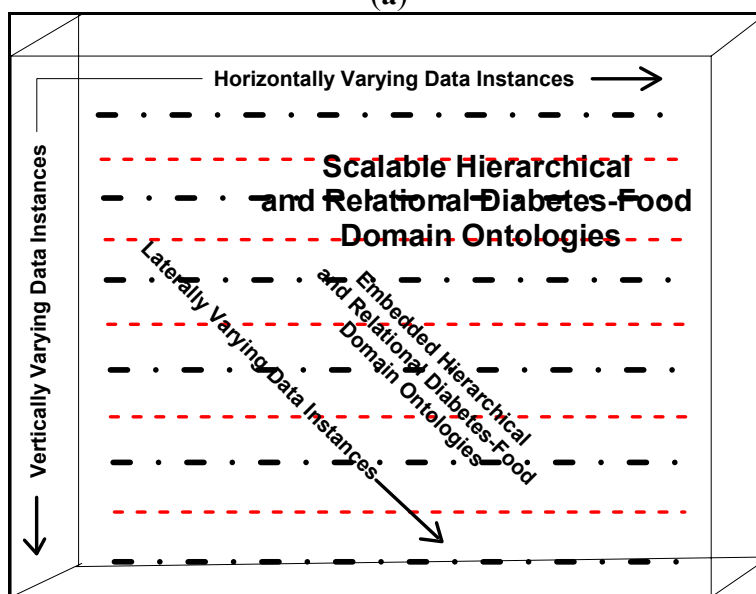 (a)
Horizontally Varying Data Instances
Vertically Varying Data Instances
Scalable Hierarchical
and Relational Diabetes-Food
Domain Ontologies
Laterally Varying Data Instances
Embedded Hierarchical
and Relational Diabetes-Food
Domain Ontologies